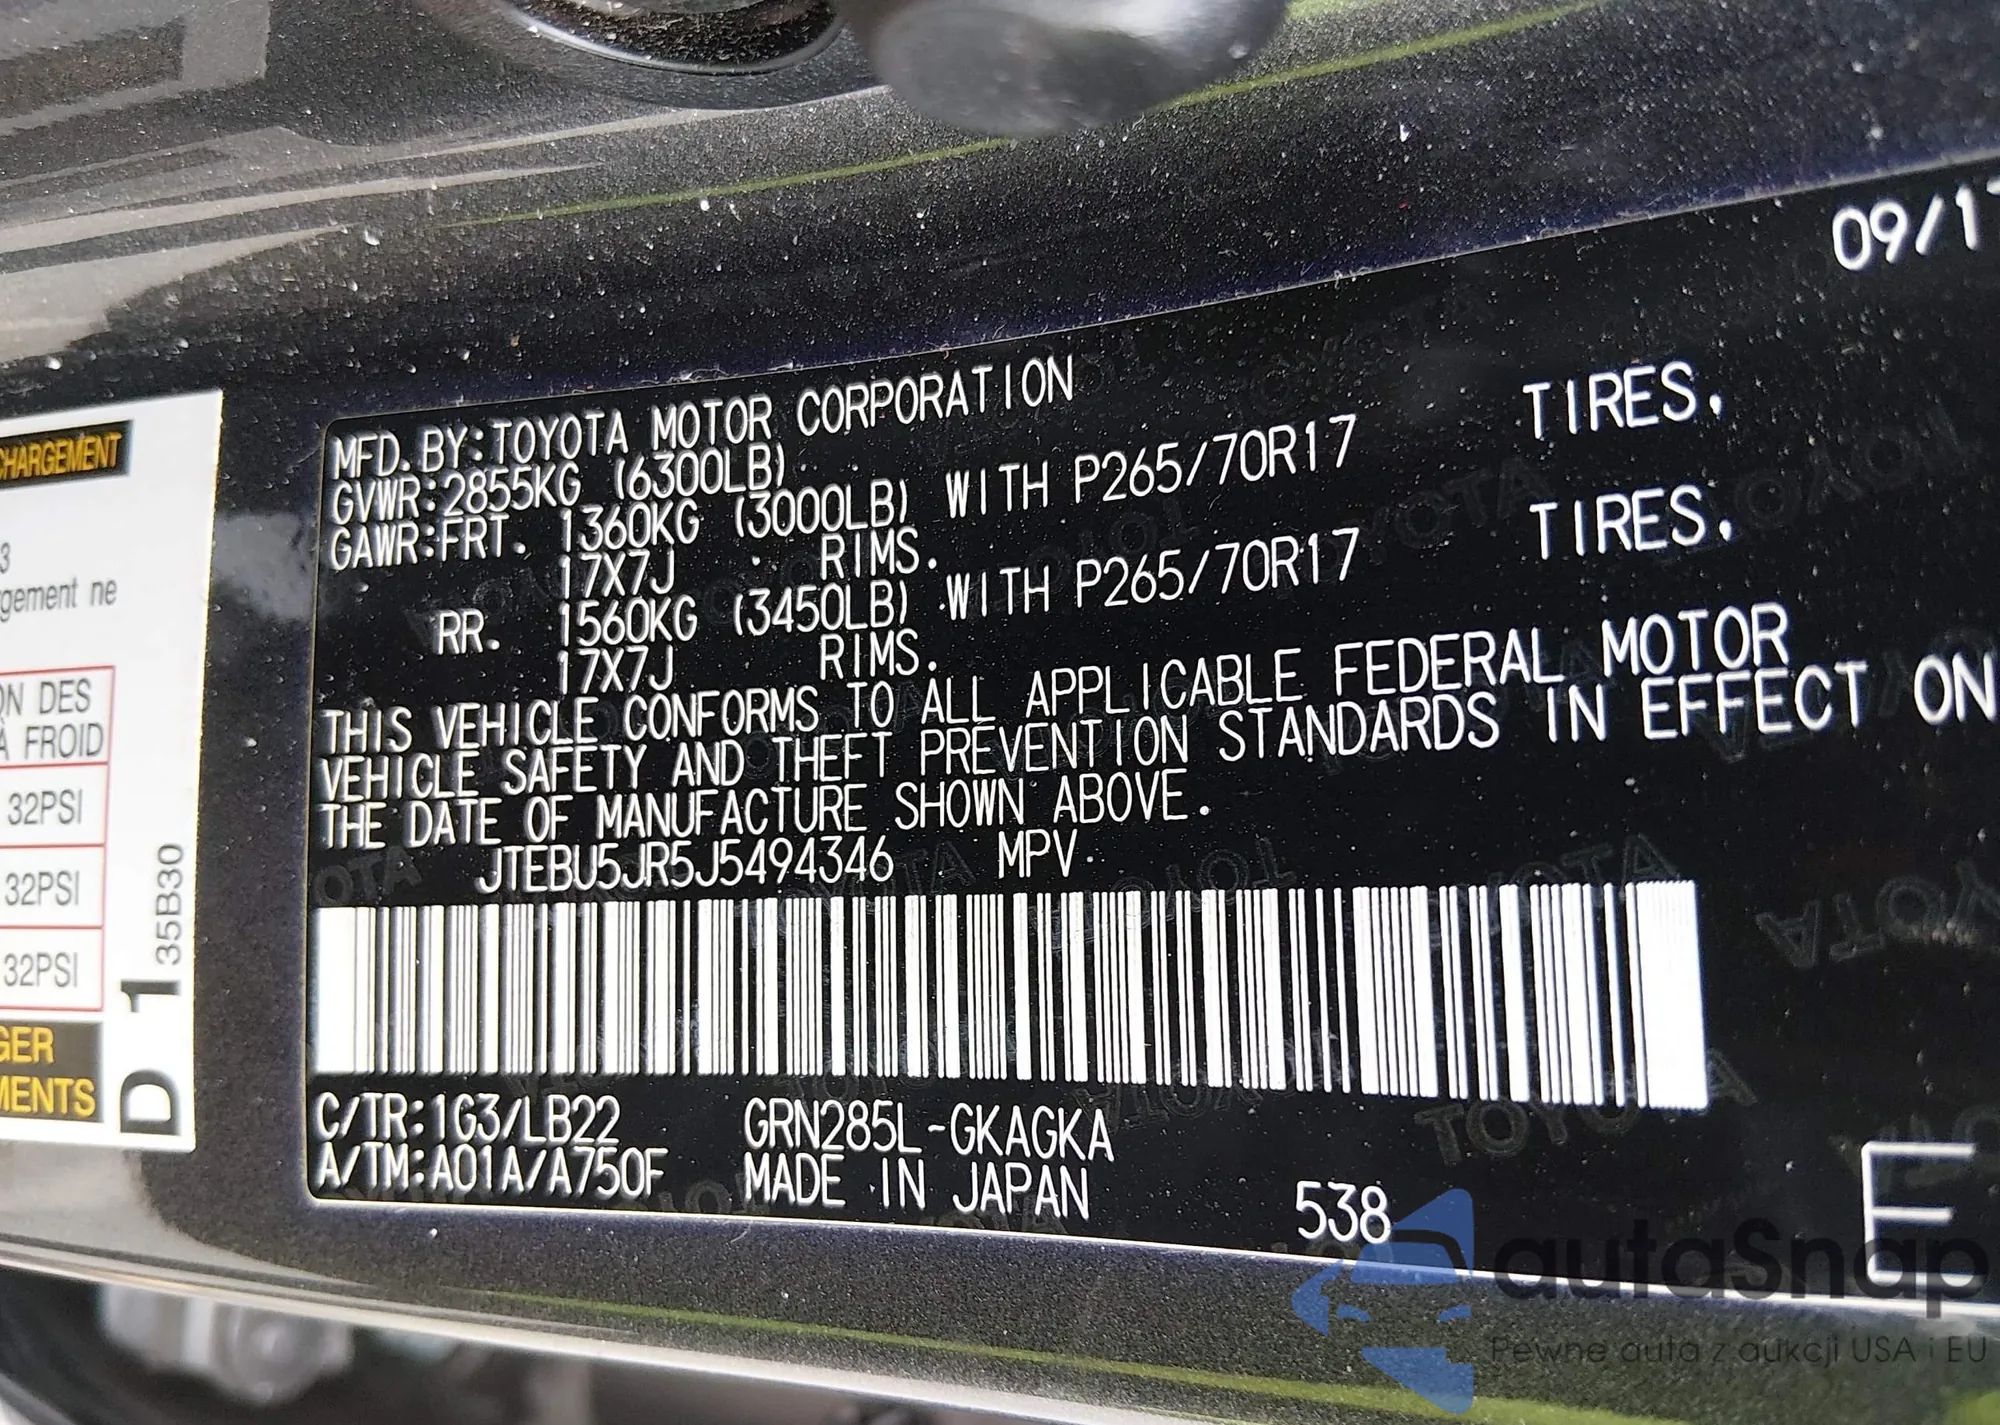 09/17
MFD. BY:TOYOTA MOTOR CORPORATION
GVWR:2855KG (6300LB)
GAWR:FRT. 1360KG (3000LB) WITH P265/70R17 TIRES,
17X7J RIMS.
RR. 1560KG (3450LB) WITH P265/70R17 TIRES,
17X7J RIMS.
THIS VEHICLE CONFORMS TO ALL APPLICABLE FEDERAL MOTOR
VEHICLE SAFETY AND THEFT PREVENTION STANDARDS IN EFFECT ON
THE DATE OF MANUFACTURE SHOWN ABOVE.
JTEBU5JR5J5494346 MPV
C/TR:1G3/LB22 GRN285L-GKAGKA
A/TM:A01A/A750F MADE IN JAPAN
538
E
CHARGEMENT
3
rgement ne
ON DES
À FROID
32PSI
32PSI
32PSI
GER
MENTS
D 1 35B30
autaSnap
Pewne auta z aukcji USA i EU